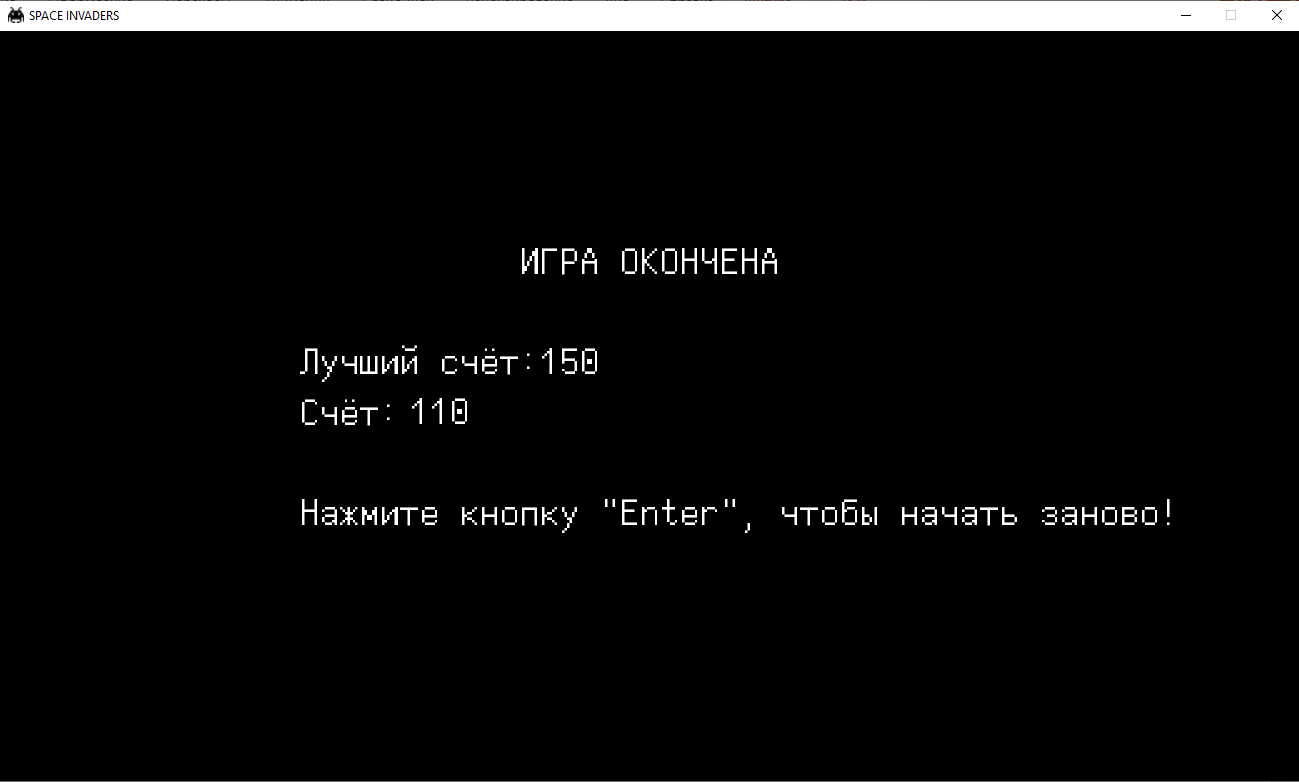 SPACE INVADERS
ИГРА ОКОНЧЕНА
Лучший счёт:150
Счёт: 110
Нажмите кнопку "Enter", чтобы начать заново!